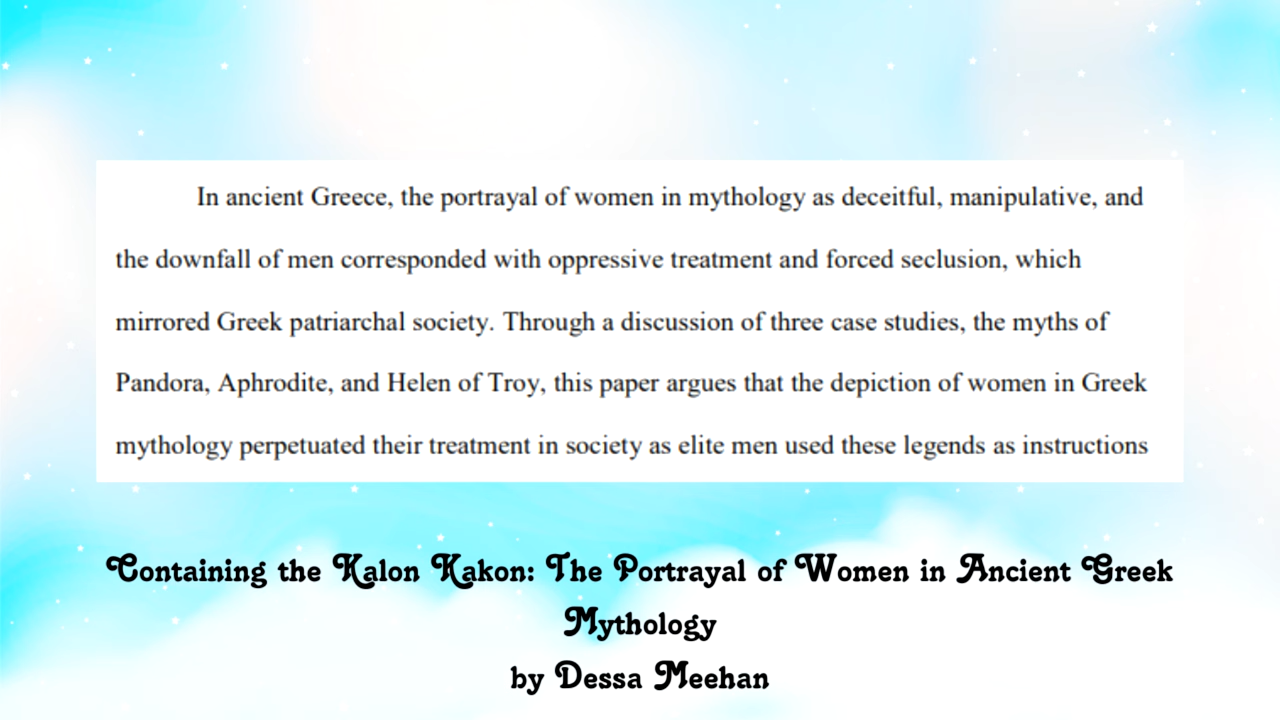 In ancient Greece, the portrayal of women in mythology as deceitful, manipulative, and
the downfall of men corresponded with oppressive treatment and forced seclusion, which
mirrored Greek patriarchal society. Through a discussion of three case studies, the myths of
Pandora, Aphrodite, and Helen of Troy, this paper argues that the depiction of women in Greek
mythology perpetuated their treatment in society as elite men used these legends as instructions
Containing the Kalon Kakon: The Portrayal of Women in Ancient Greek
Mythology
by Dessa Meehan